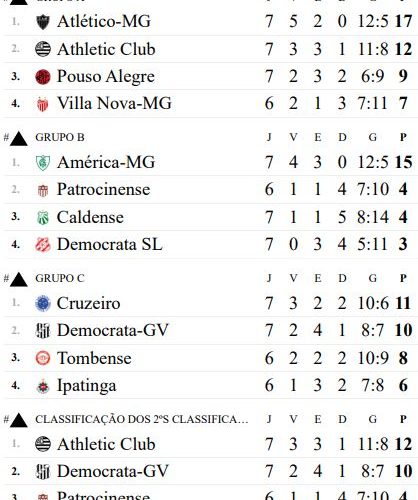 1. Atlético-MG 7 5 2 0 12:5 17
2. Athletic Club 7 3 3 1 11:8 12
3. Pouso Alegre 7 2 3 2 6:9 9
4. Villa Nova-MG 6 2 1 3 7:11 7
# GRUPO B J V E D G P
1. América-MG 7 4 3 0 12:5 15
2. Patrocinense 6 1 1 4 7:10 4
3. Caldense 7 1 1 5 8:14 4
4. Democrata SL 7 0 3 4 5:11 3
# GRUPO C J V E D G P
1. Cruzeiro 7 3 2 2 10:6 11
2. Democrata-GV 7 2 4 1 8:7 10
3. Tombense 6 2 2 2 10:9 8
4. Ipatinga 6 1 3 2 7:8 6
# CLASSIFICAÇÃO DOS 2ºS CLASSIFICA... J V E D G P
1. Athletic Club 7 3 3 1 11:8 12
2. Democrata-GV 7 2 4 1 8:7 10
3. Patrocinense 6 1 1 4 7:10 4